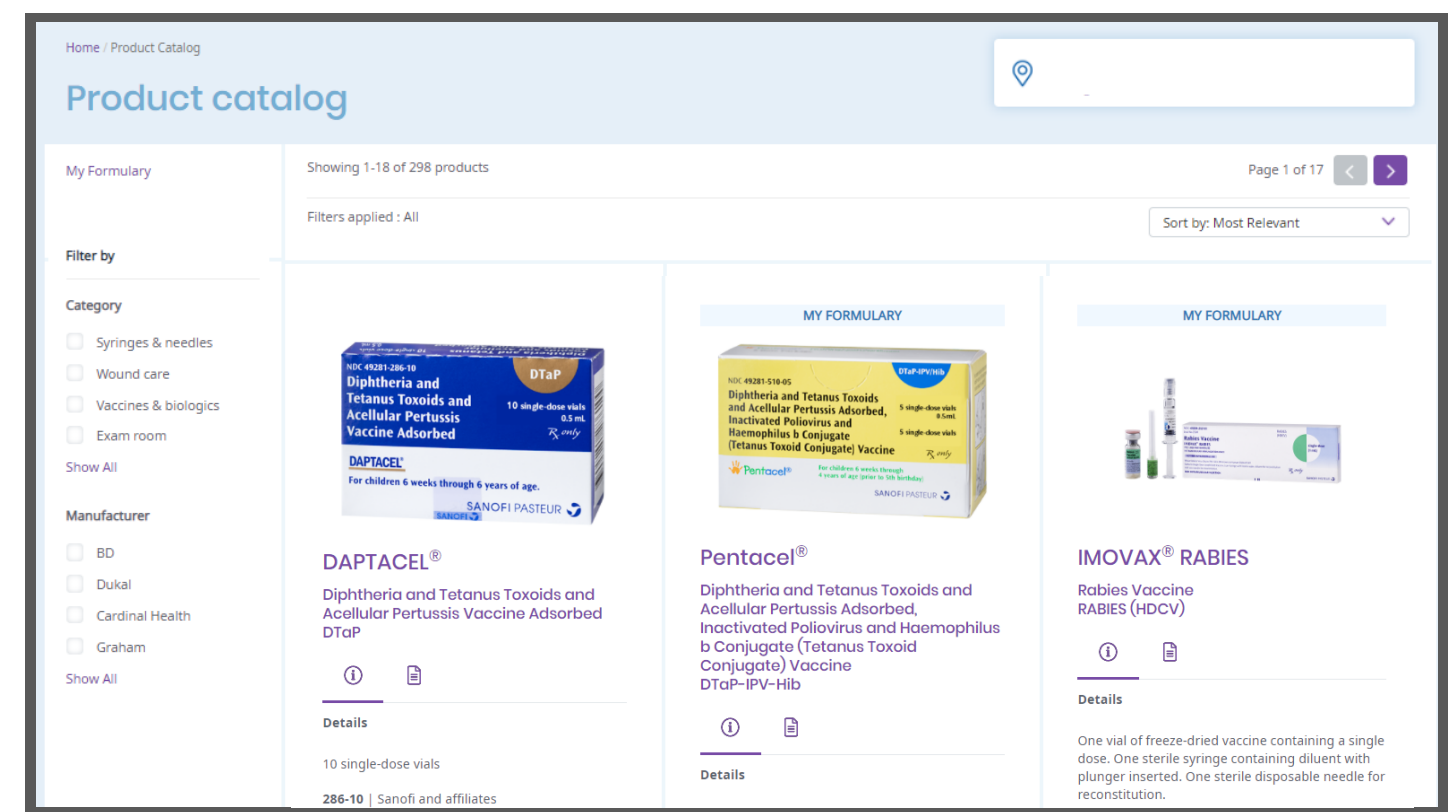 Home / Product Catalog
Product catalog
My Formulary
Showing 1-18 of 298 products
Page 1 of 17
Filters applied : All
Sort by: Most Relevant
Filter by
Category
Syringes & needles
Wound care
Vaccines & biologics
Exam room
Show All
Manufacturer
BD
Dukal
Cardinal Health
Graham
Show All
NDC 49281-286-10
DTaP
Diphtheria and
Tetanus Toxoids and
Acellular Pertussis
Vaccine Adsorbed
10 single-dose vials
0.5 mL
Rx only
DAPTACEL®
For children 6 weeks through 6 years of age.
SANOFI PASTEUR
SANOFI
DAPTACEL®
Diphtheria and Tetanus Toxoids and
Acellular Pertussis Vaccine Adsorbed
DTaP
Details
10 single-dose vials
286-10 | Sanofi and affiliates
MY FORMULARY
NDC 49281-510-05
DTaP-IPV/Hib
Diphtheria and Tetanus Toxoids
and Acellular Pertussis Adsorbed,
Inactivated Poliovirus and
Haemophilus b Conjugate
(Tetanus Toxoid Conjugate) Vaccine
5 single-dose vials
0.5mL
5 single-dose vials
Rx only
Pentacel®
For children 6 weeks through
4 years of age (prior to 5th birthday)
SANOFI PASTEUR
Pentacel®
Diphtheria and Tetanus Toxoids and
Acellular Pertussis Adsorbed,
Inactivated Poliovirus and Haemophilus
b Conjugate (Tetanus Toxoid
Conjugate) Vaccine
DTaP-IPV-Hib
Details
MY FORMULARY
Rabies Vaccine
Rx only
IMOVAX® RABIES
Rabies Vaccine
RABIES (HDCV)
Details
One vial of freeze-dried vaccine containing a single
dose. One sterile syringe containing diluent with
plunger inserted. One sterile disposable needle for
reconstitution.